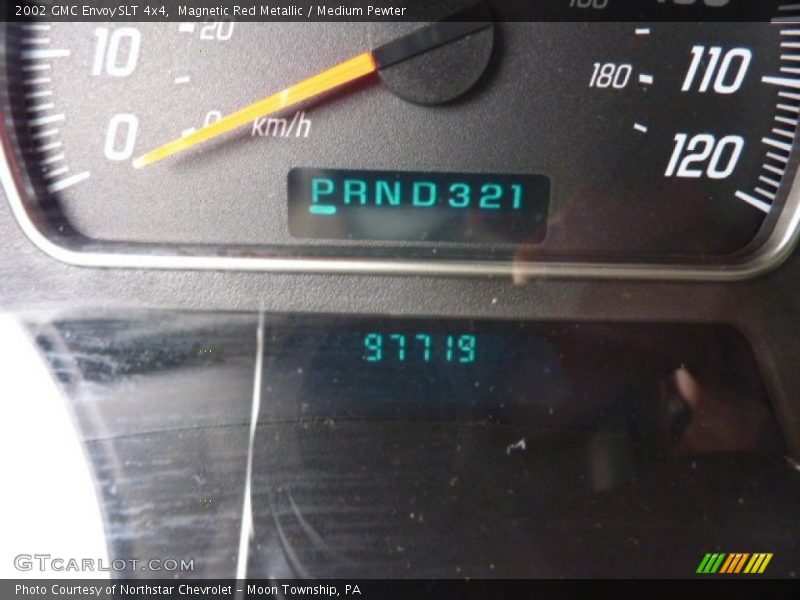 2002 GMC Envoy SLT 4x4,  Magnetic Red Metallic / Medium Pewter
10 20 180 110
0 0 km/h 120
PRND321
97719
GTCARLOT.COM
Photo Courtesy of Northstar Chevrolet - Moon Township, PA